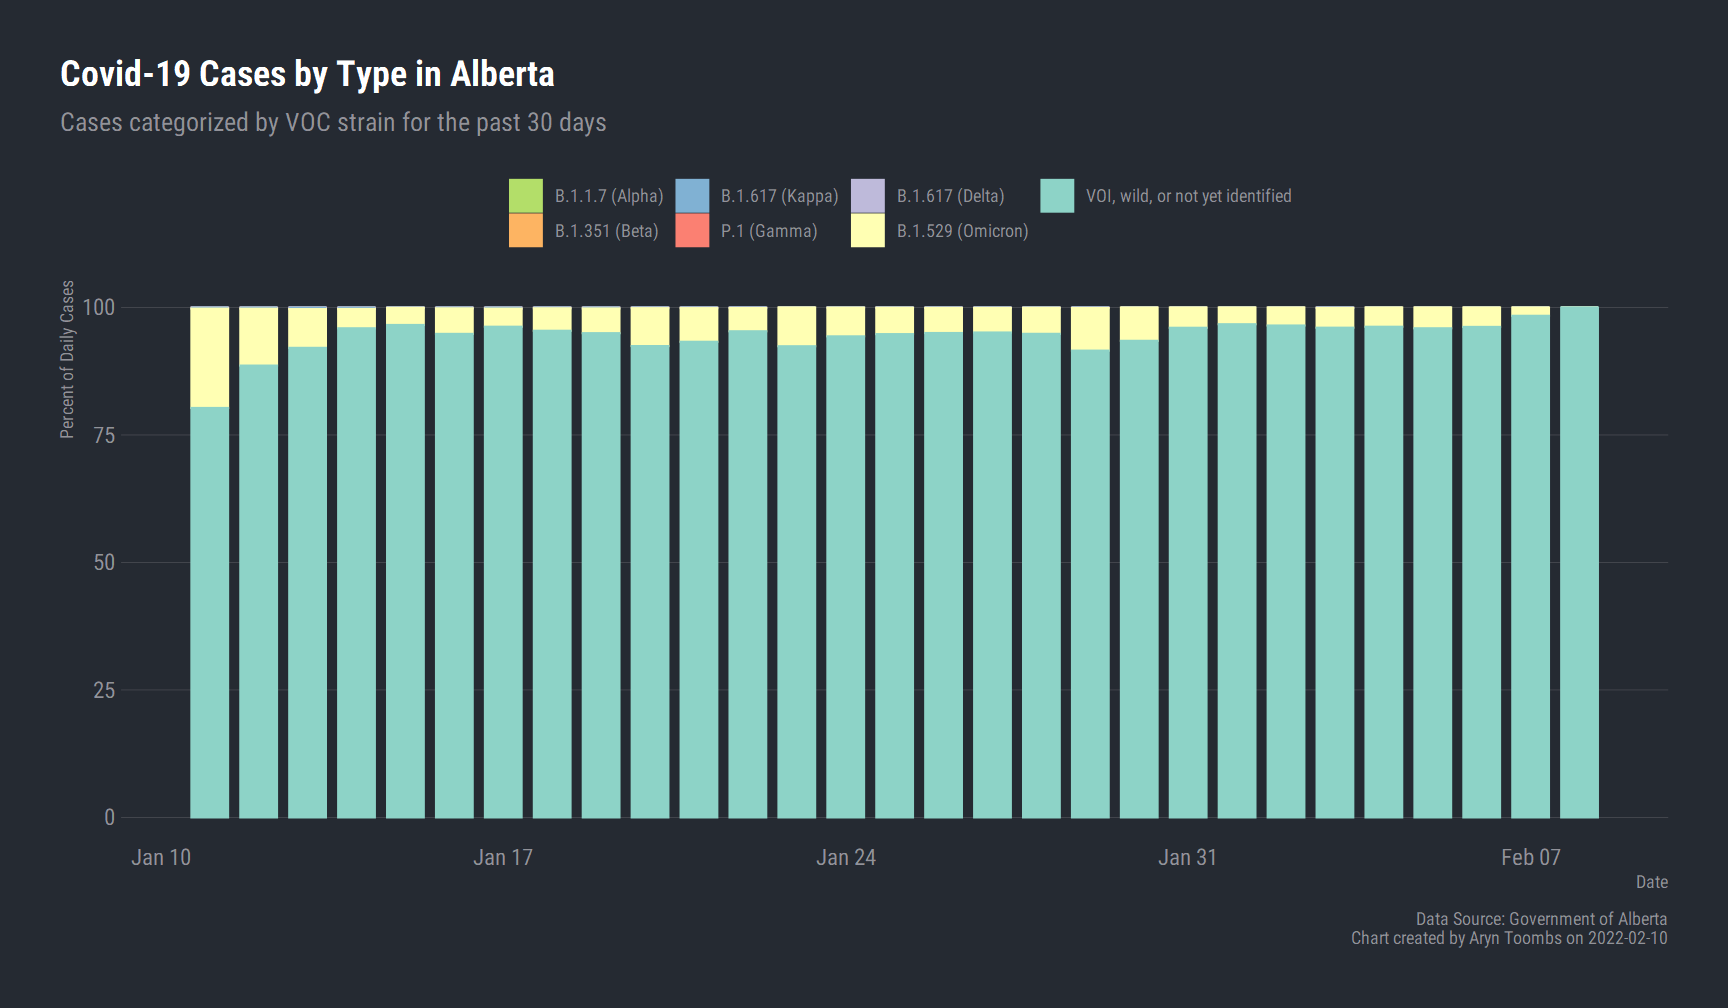 Covid-19 Cases by Type in Alberta
Cases categorized by VOC strain for the past 30 days
B.1.1.7 (Alpha)
B.1.617 (Kappa)
B.1.617 (Delta)
VOI, wild, or not yet identified
B.1.351 (Beta)
P.1 (Gamma)
B.1.529 (Omicron)
Percent of Daily Cases
100
75
50
25
0
Jan 10
Jan 17
Jan 24
Jan 31
Feb 07
Date
Data Source: Government of Alberta
Chart created by Aryn Toombs on 2022-02-10